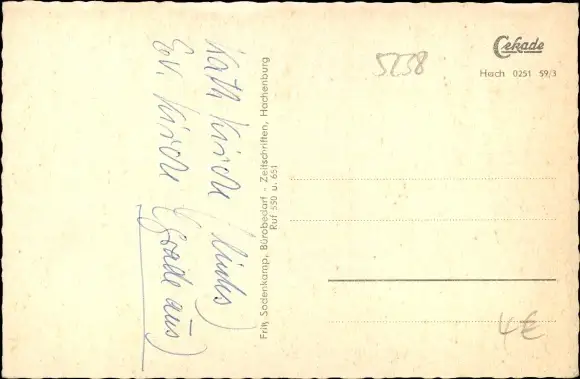 Kath Kirche (links)
Ev. Kirche (Grade aus)
Fritz Sodenkamp, Bürobedarf - Zeitschriften, Hachenburg
Ruf 550 u. 651
5238
Cekade
Hach 0251 59/3
4€